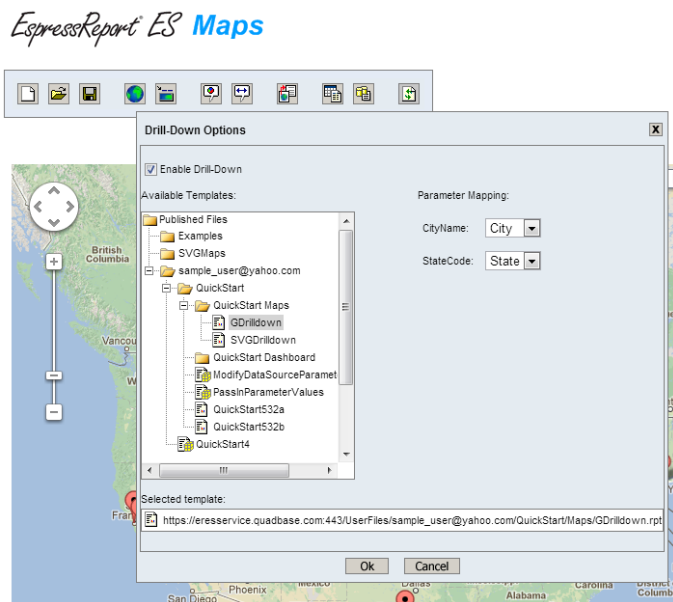 EspressReport ES Maps
Drill-Down Options
X
Enable Drill-Down
Available Templates:
Parameter Mapping:
Published Files
Examples
SVGMaps
sample_user@yahoo.com
QuickStart
QuickStart Maps
GDrilldown
SVGDrilldown
QuickStart Dashboard
ModifyDataSourceParamet
PassInParameterValues
QuickStart532a
QuickStart532b
QuickStart4
CityName: City
StateCode: State
British
Columbia
Vancou
W
Fran
Selected template:
https://eresservice.quadbase.com:443/UserFiles/sample_user@yahoo.com/QuickStart/Maps/GDrilldown.rpt
Ok Cancel
San Diego
Phoenix
Mexico
Dallas
Alabama
Carolina